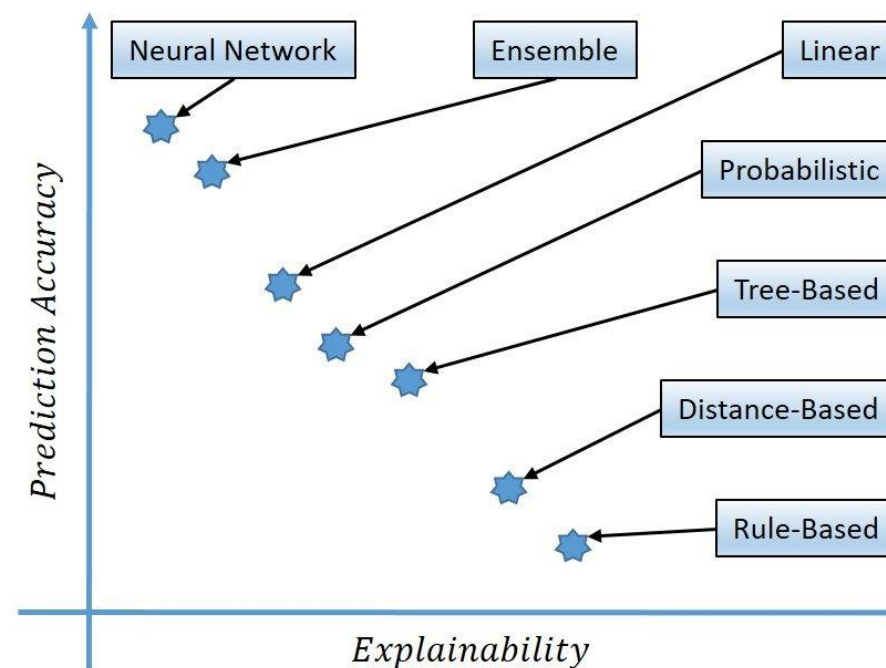 Neural Network
Ensemble
Linear
Probabilistic
Tree-Based
Distance-Based
Rule-Based
Prediction Accuracy
Explainability